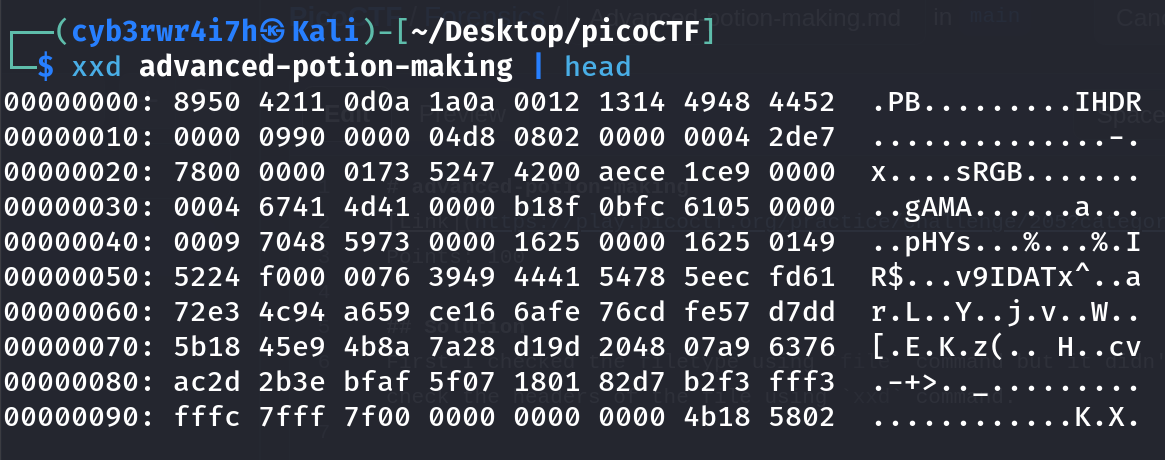 ┌──(cyb3rwr4i7h㉿Kali)-[~/Desktop/picoCTF]
└─$ xxd advanced-potion-making | head
00000000: 8950 4211 0d0a 1a0a 0012 1314 4948 4452  .PB.........IHDR
00000010: 0000 0990 0000 04d8 0802 0000 0004 2de7  ..............-.
00000020: 7800 0000 0173 5247 4200 aece 1ce9 0000  x....sRGB.......
00000030: 0004 6741 4d41 0000 b18f 0bfc 6105 0000  ..gAMA......a...
00000040: 0009 7048 5973 0000 1625 0000 1625 0149  ..pHYs...%...%.I
00000050: 5224 f000 0076 3949 4441 5478 5eec fd61  R$...v9IDATx^..a
00000060: 72e3 4c94 a659 ce16 6afe 76cd fe57 d7dd  r.L..Y..j.v..W..
00000070: 5b18 45e9 4b8a 7a28 d19d 2048 07a9 6376  [.E.K.z(.. H..cv
00000080: ac2d 2b3e bfaf 5f07 1801 82d7 b2f3 fff3  .-+>.._.........
00000090: fffc 7fff 7f00 0000 0000 0000 4b18 5802  ............K.X.